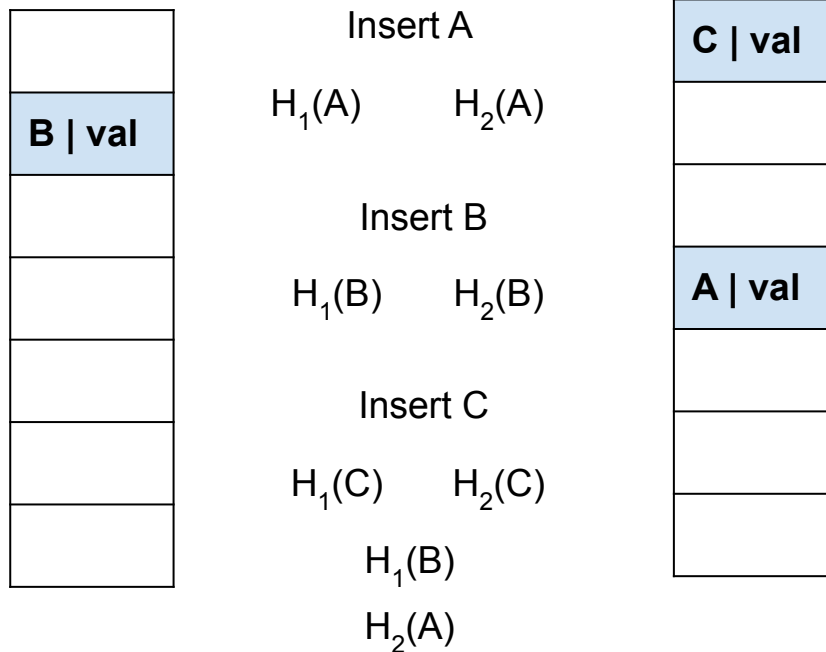 Insert A
C | val
H₁(A) H₂(A)
B | val
Insert B
H₁(B) H₂(B)
A | val
Insert C
H₁(C) H₂(C)
H₁(B)
H₂(A)